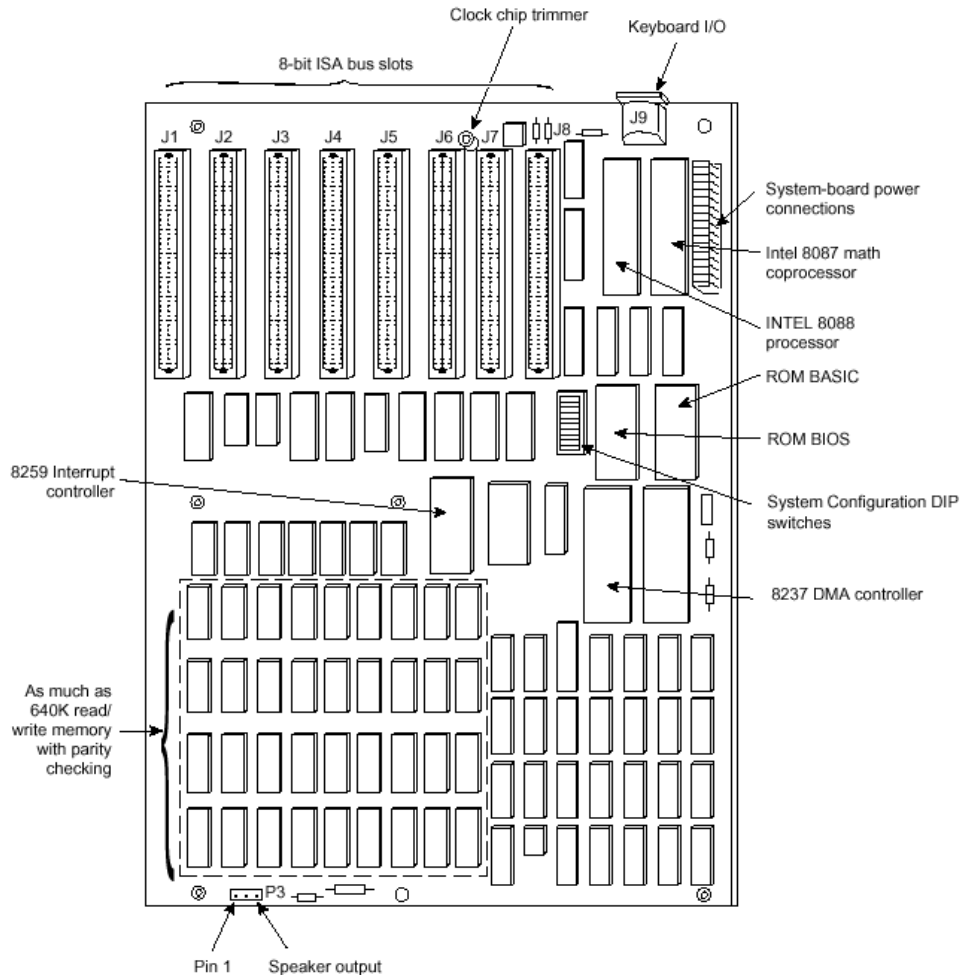 Clock chip trimmer
Keyboard I/O
8-bit ISA bus slots
J1
J2
J3
J4
J5
J6
J7
J8
J9
System-board power
connections
Intel 8087 math
coprocessor
INTEL 8088
processor
ROM BASIC
ROM BIOS
8259 Interrupt
controller
System Configuration DIP
switches
8237 DMA controller
As much as
640K read/
write memory
with parity
checking
P3
Pin 1
Speaker output